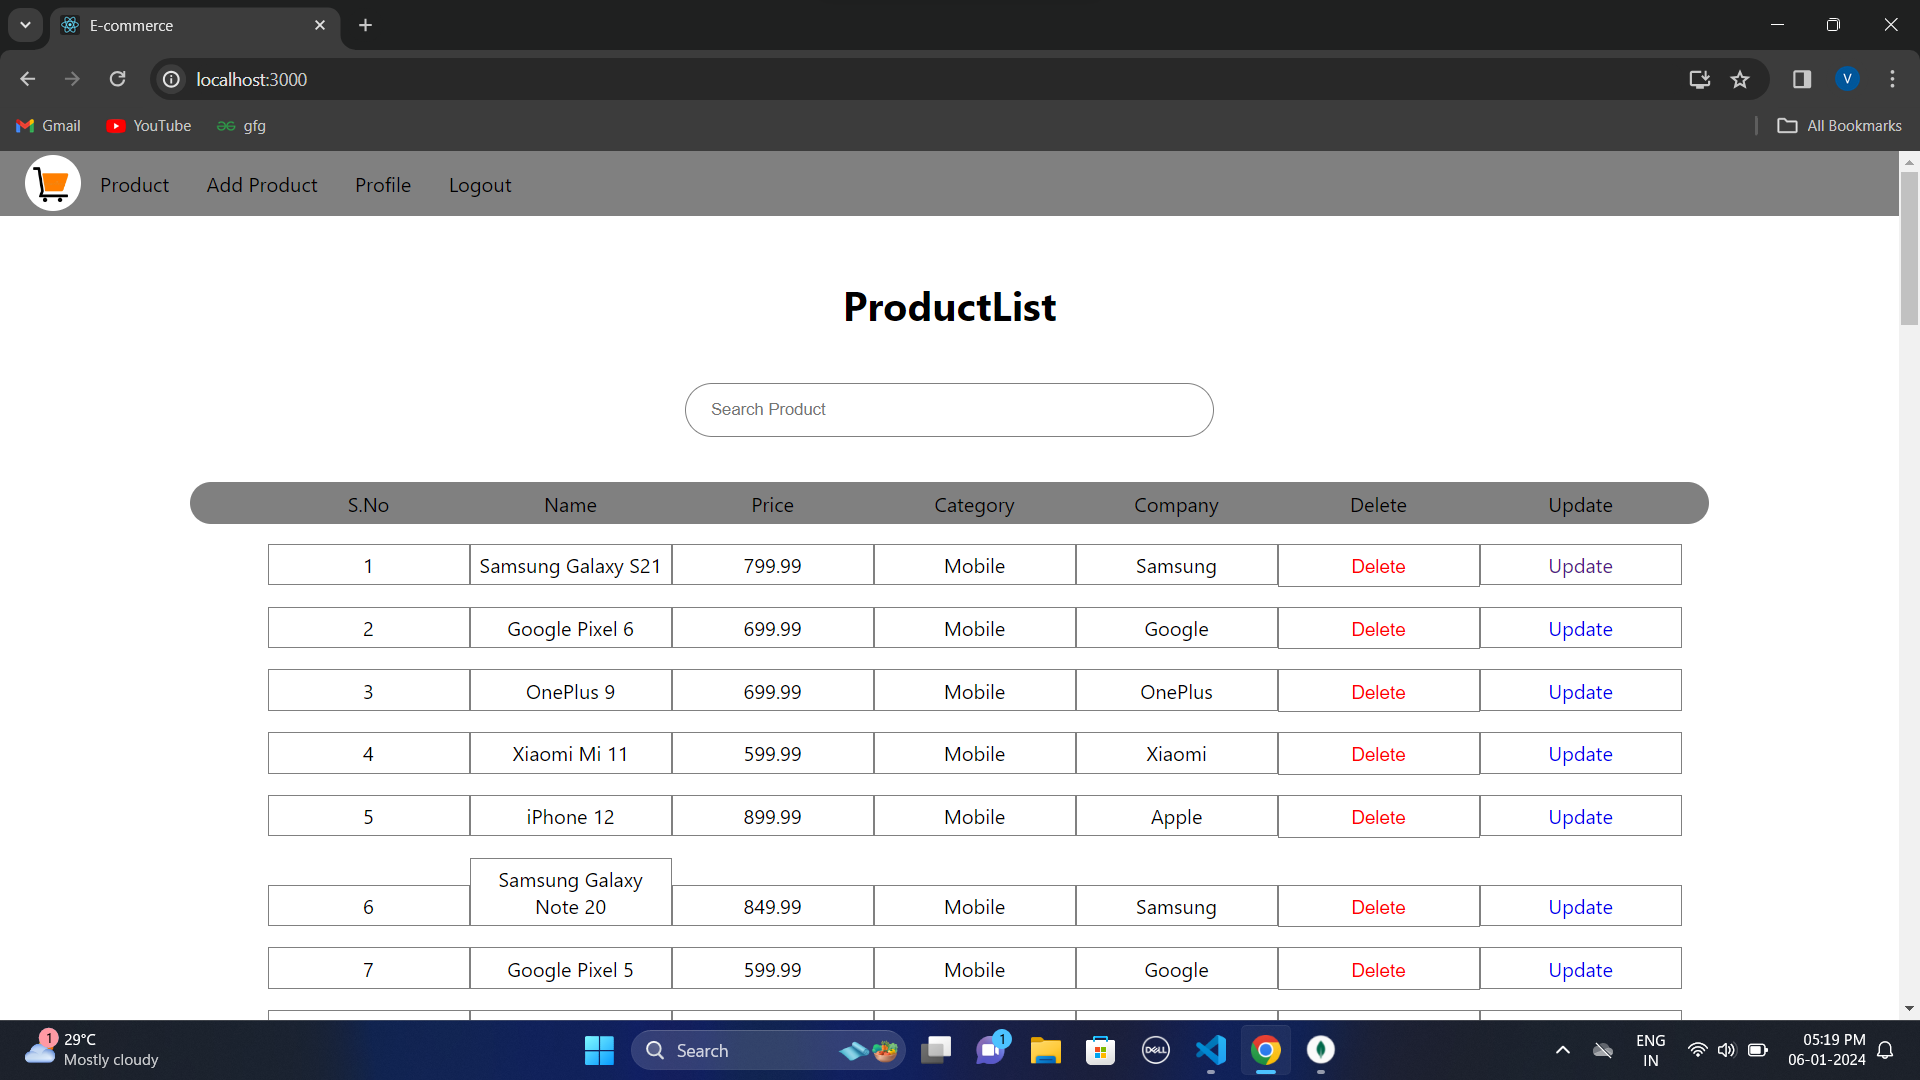 E-commerce
localhost:3000
V
Gmail YouTube gfg All Bookmarks
Product Add Product Profile Logout
ProductList
Search Product
S.No Name Price Category Company Delete Update
1 Samsung Galaxy S21 799.99 Mobile Samsung Delete Update
2 Google Pixel 6 699.99 Mobile Google Delete Update
3 OnePlus 9 699.99 Mobile OnePlus Delete Update
4 Xiaomi Mi 11 599.99 Mobile Xiaomi Delete Update
5 iPhone 12 899.99 Mobile Apple Delete Update
Samsung Galaxy
6 Note 20 849.99 Mobile Samsung Delete Update
7 Google Pixel 5 599.99 Mobile Google Delete Update
1 29°C
Mostly cloudy
Search
1
DELL
ENG
IN
05:19 PM
06-01-2024